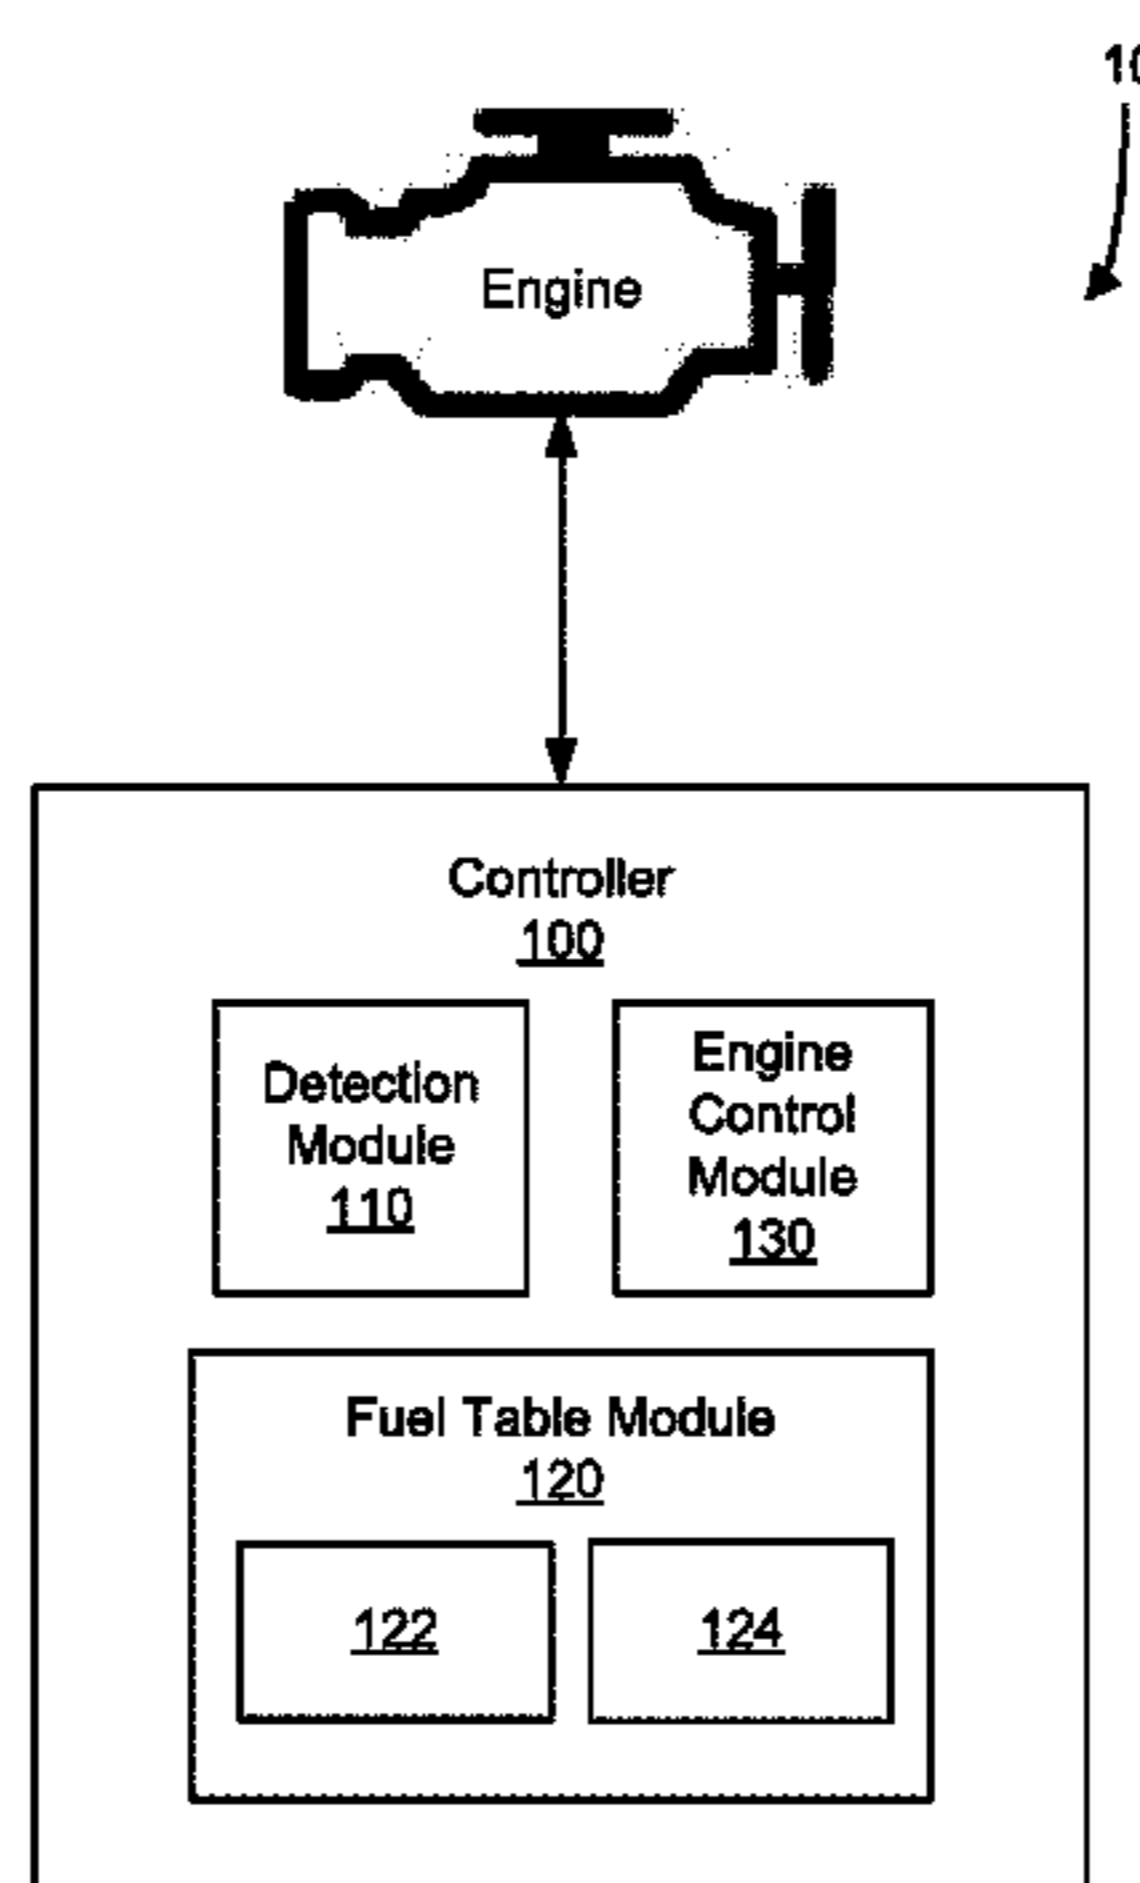 Engine
Controller
100
Detection
Module
110
Engine
Control
Module
130
Fuel Table Module
120
122
124